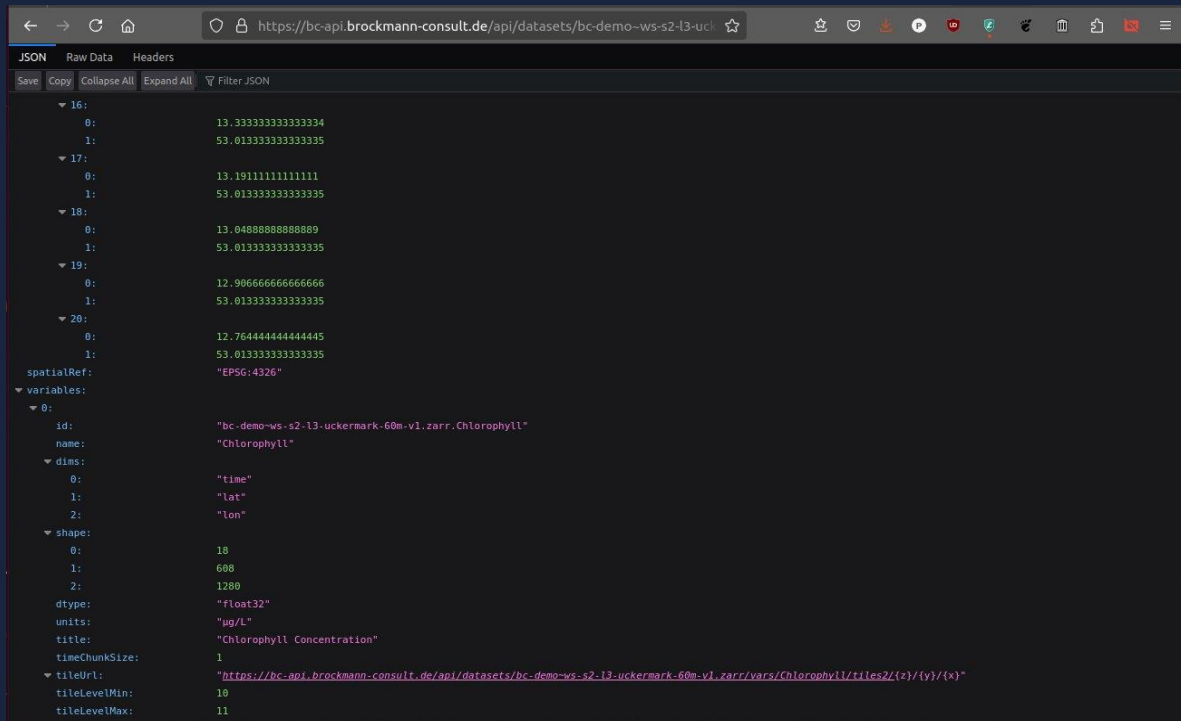 https://bc-api.brockmann-consult.de/api/datasets/bc-demo~ws-s2-l3-uck
JSON Raw Data Headers
Save Copy Collapse All Expand All Filter JSON
16:
0: 13.333333333333334
1: 53.013333333333335
17:
0: 13.19111111111111
1: 53.013333333333335
18:
0: 13.04888888888889
1: 53.013333333333335
19:
0: 12.906666666666666
1: 53.013333333333335
20:
0: 12.764444444444445
1: 53.013333333333335
spatialRef: "EPSG:4326"
variables:
0:
id: "bc-demo~ws-s2-l3-uckermark-60m-v1.zarr.Chlorophyll"
name: "Chlorophyll"
dims:
0: "time"
1: "lat"
2: "lon"
shape:
0: 18
1: 608
2: 1280
dtype: "float32"
units: "µg/L"
title: "Chlorophyll Concentration"
timeChunkSize: 1
tileUrl: "https://bc-api.brockmann-consult.de/api/datasets/bc-demo~ws-s2-l3-uckermark-60m-v1.zarr/vars/Chlorophyll/tiles2/{z}/{y}/{x}"
tileLevelMin: 10
tileLevelMax: 11